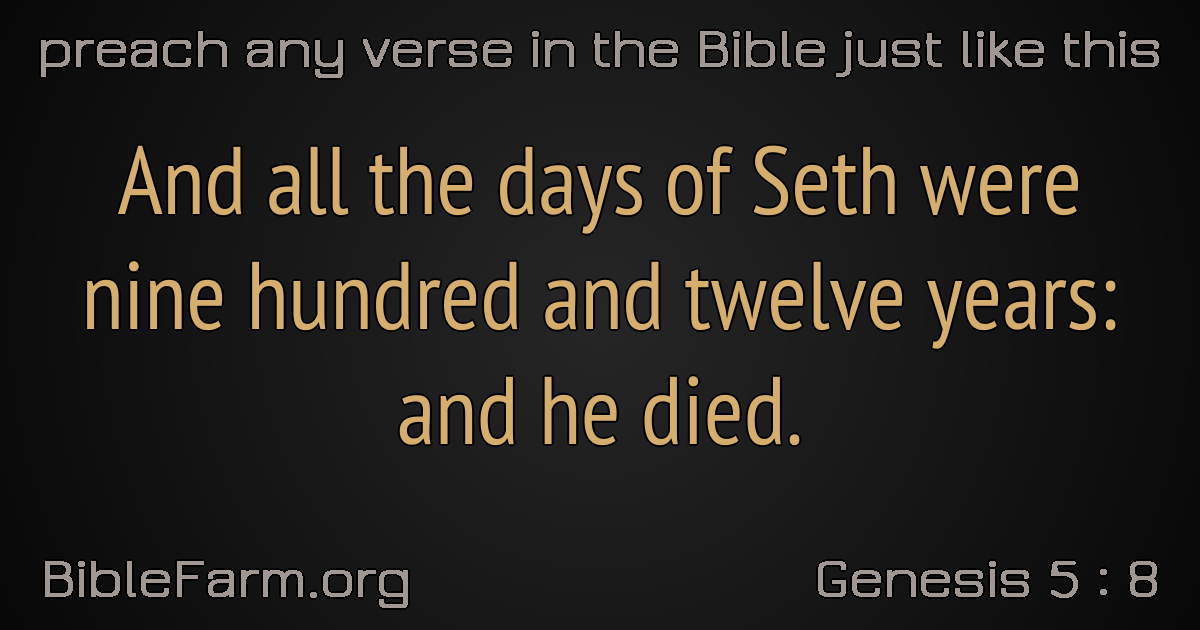 preach any verse in the Bible just like this
And all the days of Seth were
nine hundred and twelve years:
and he died.
BibleFarm.org
Genesis 5 : 8